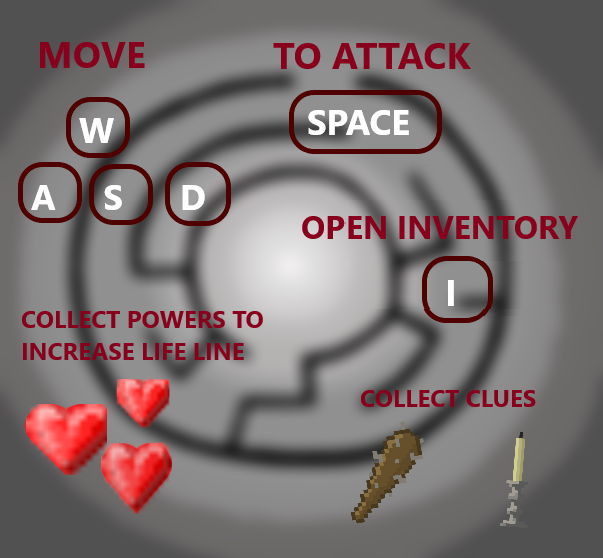 MOVE
TO ATTACK
W
SPACE
A S D
OPEN INVENTORY
I
COLLECT POWERS TO
INCREASE LIFE LINE
COLLECT CLUES